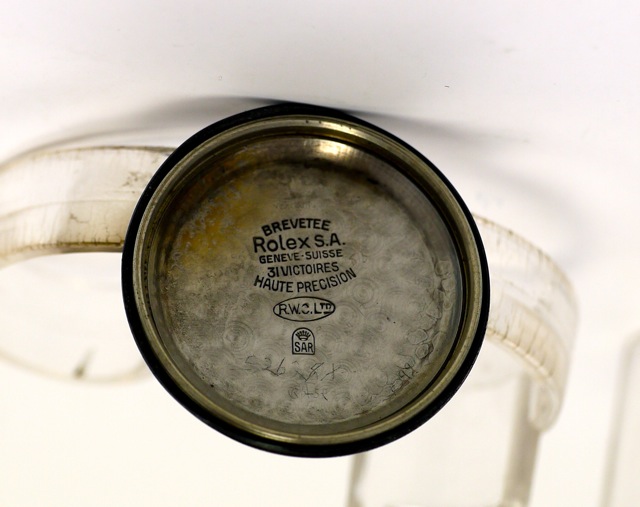 BREVETEE
Rolex S.A.
GENEVE-SUISSE
31 VICTOIRES
HAUTE PRECISION
R.W.C. LTD
SAR